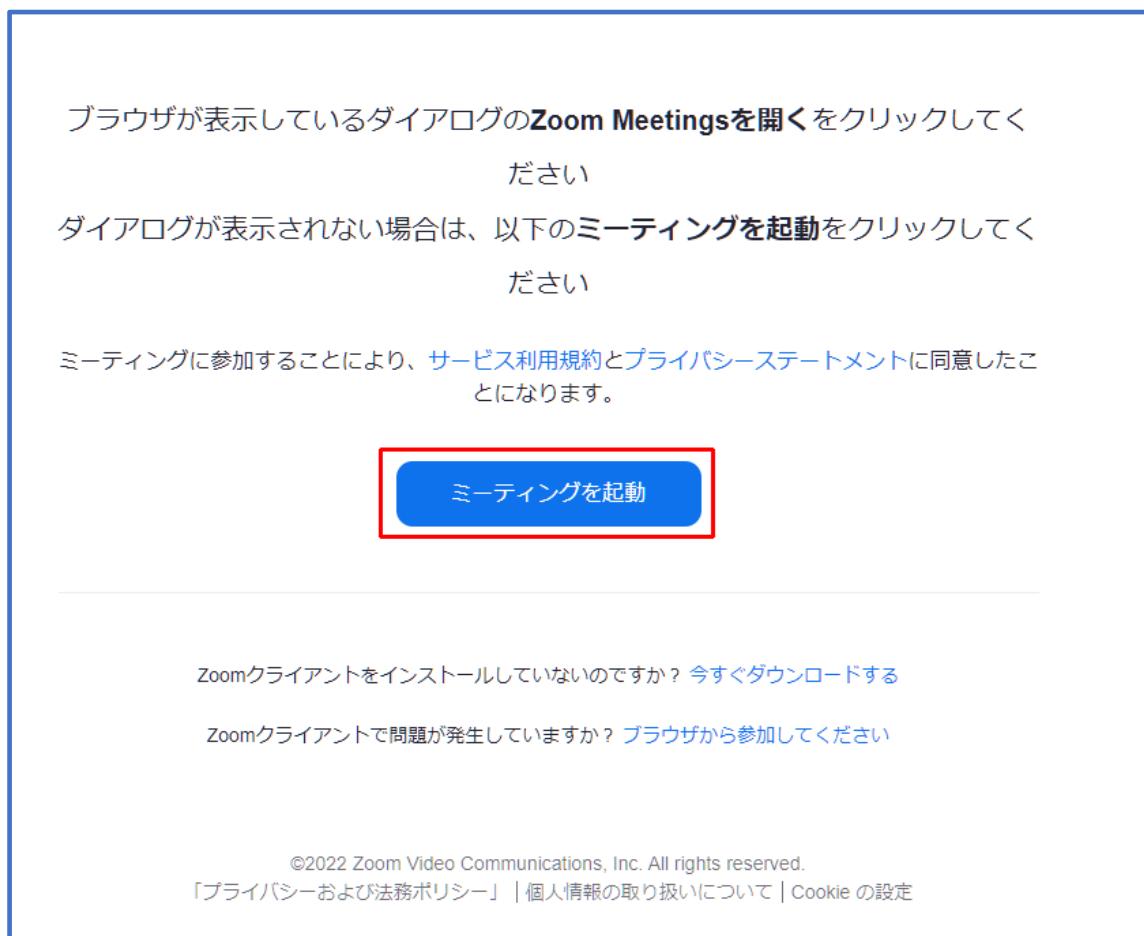 ブラウザが表示しているダイアログのZoom Meetingsを開くをクリックしてく
ださい
ダイアログが表示されない場合は、以下のミーティングを起動をクリックしてく
ださい
ミーティングに参加することにより、サービス利用規約とプライバシーステートメントに同意したこ
とになります。
ミーティングを起動
Zoomクライアントをインストールしていないのですか？ 今すぐダウンロードする
Zoomクライアントで問題が発生していますか？ ブラウザから参加してください
©2022 Zoom Video Communications, Inc. All rights reserved.
「プライバシーおよび法務ポリシー」 | 個人情報の取り扱いについて | Cookie の設定